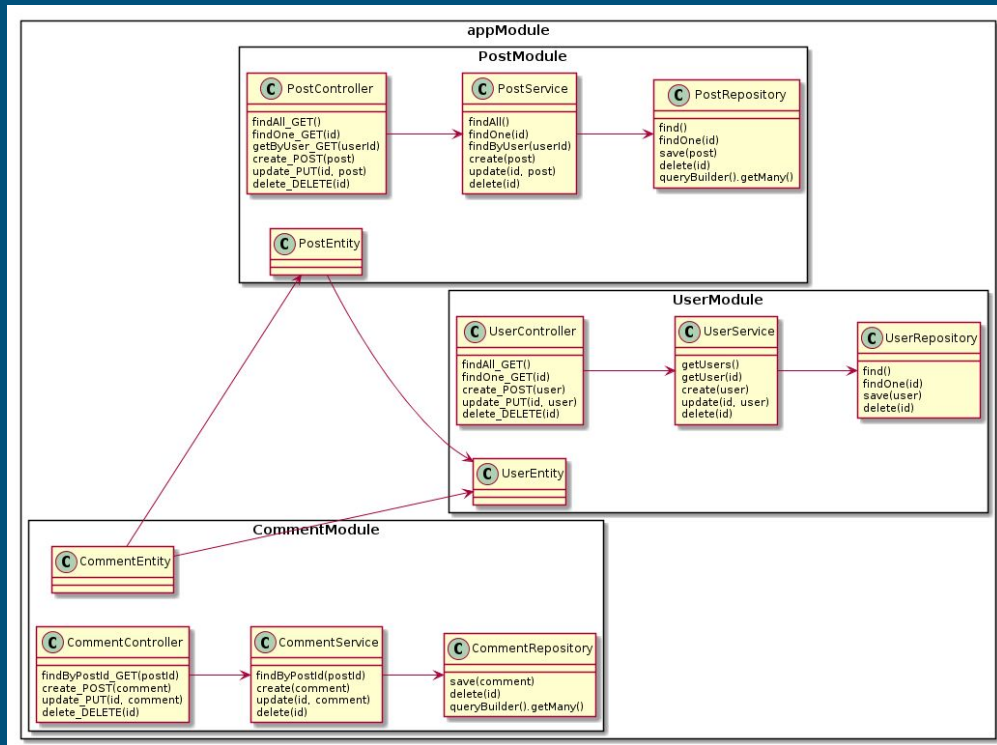 appModule
PostModule
C PostController
findAll_GET()
findOne_GET(id)
getByUser_GET(userId)
create_POST(post)
update_PUT(id, post)
delete_DELETE(id)
C PostService
findAll()
findOne(id)
findByUser(userId)
create(post)
update(id, post)
delete(id)
C PostRepository
find()
findOne(id)
save(post)
delete(id)
queryBuilder().getMany()
C PostEntity
UserModule
C UserController
findAll_GET()
findOne_GET(id)
create_POST(user)
update_PUT(id, user)
delete_DELETE(id)
C UserService
getUsers()
getUser(id)
create(user)
update(id, user)
delete(id)
C UserRepository
find()
findOne(id)
save(user)
delete(id)
C UserEntity
CommentModule
C CommentEntity
C CommentController
findByPostId_GET(postId)
create_POST(comment)
update_PUT(id, comment)
delete_DELETE(id)
C CommentService
findByPostId(postId)
create(comment)
update(id, comment)
delete(id)
C CommentRepository
save(comment)
delete(id)
queryBuilder().getMany()